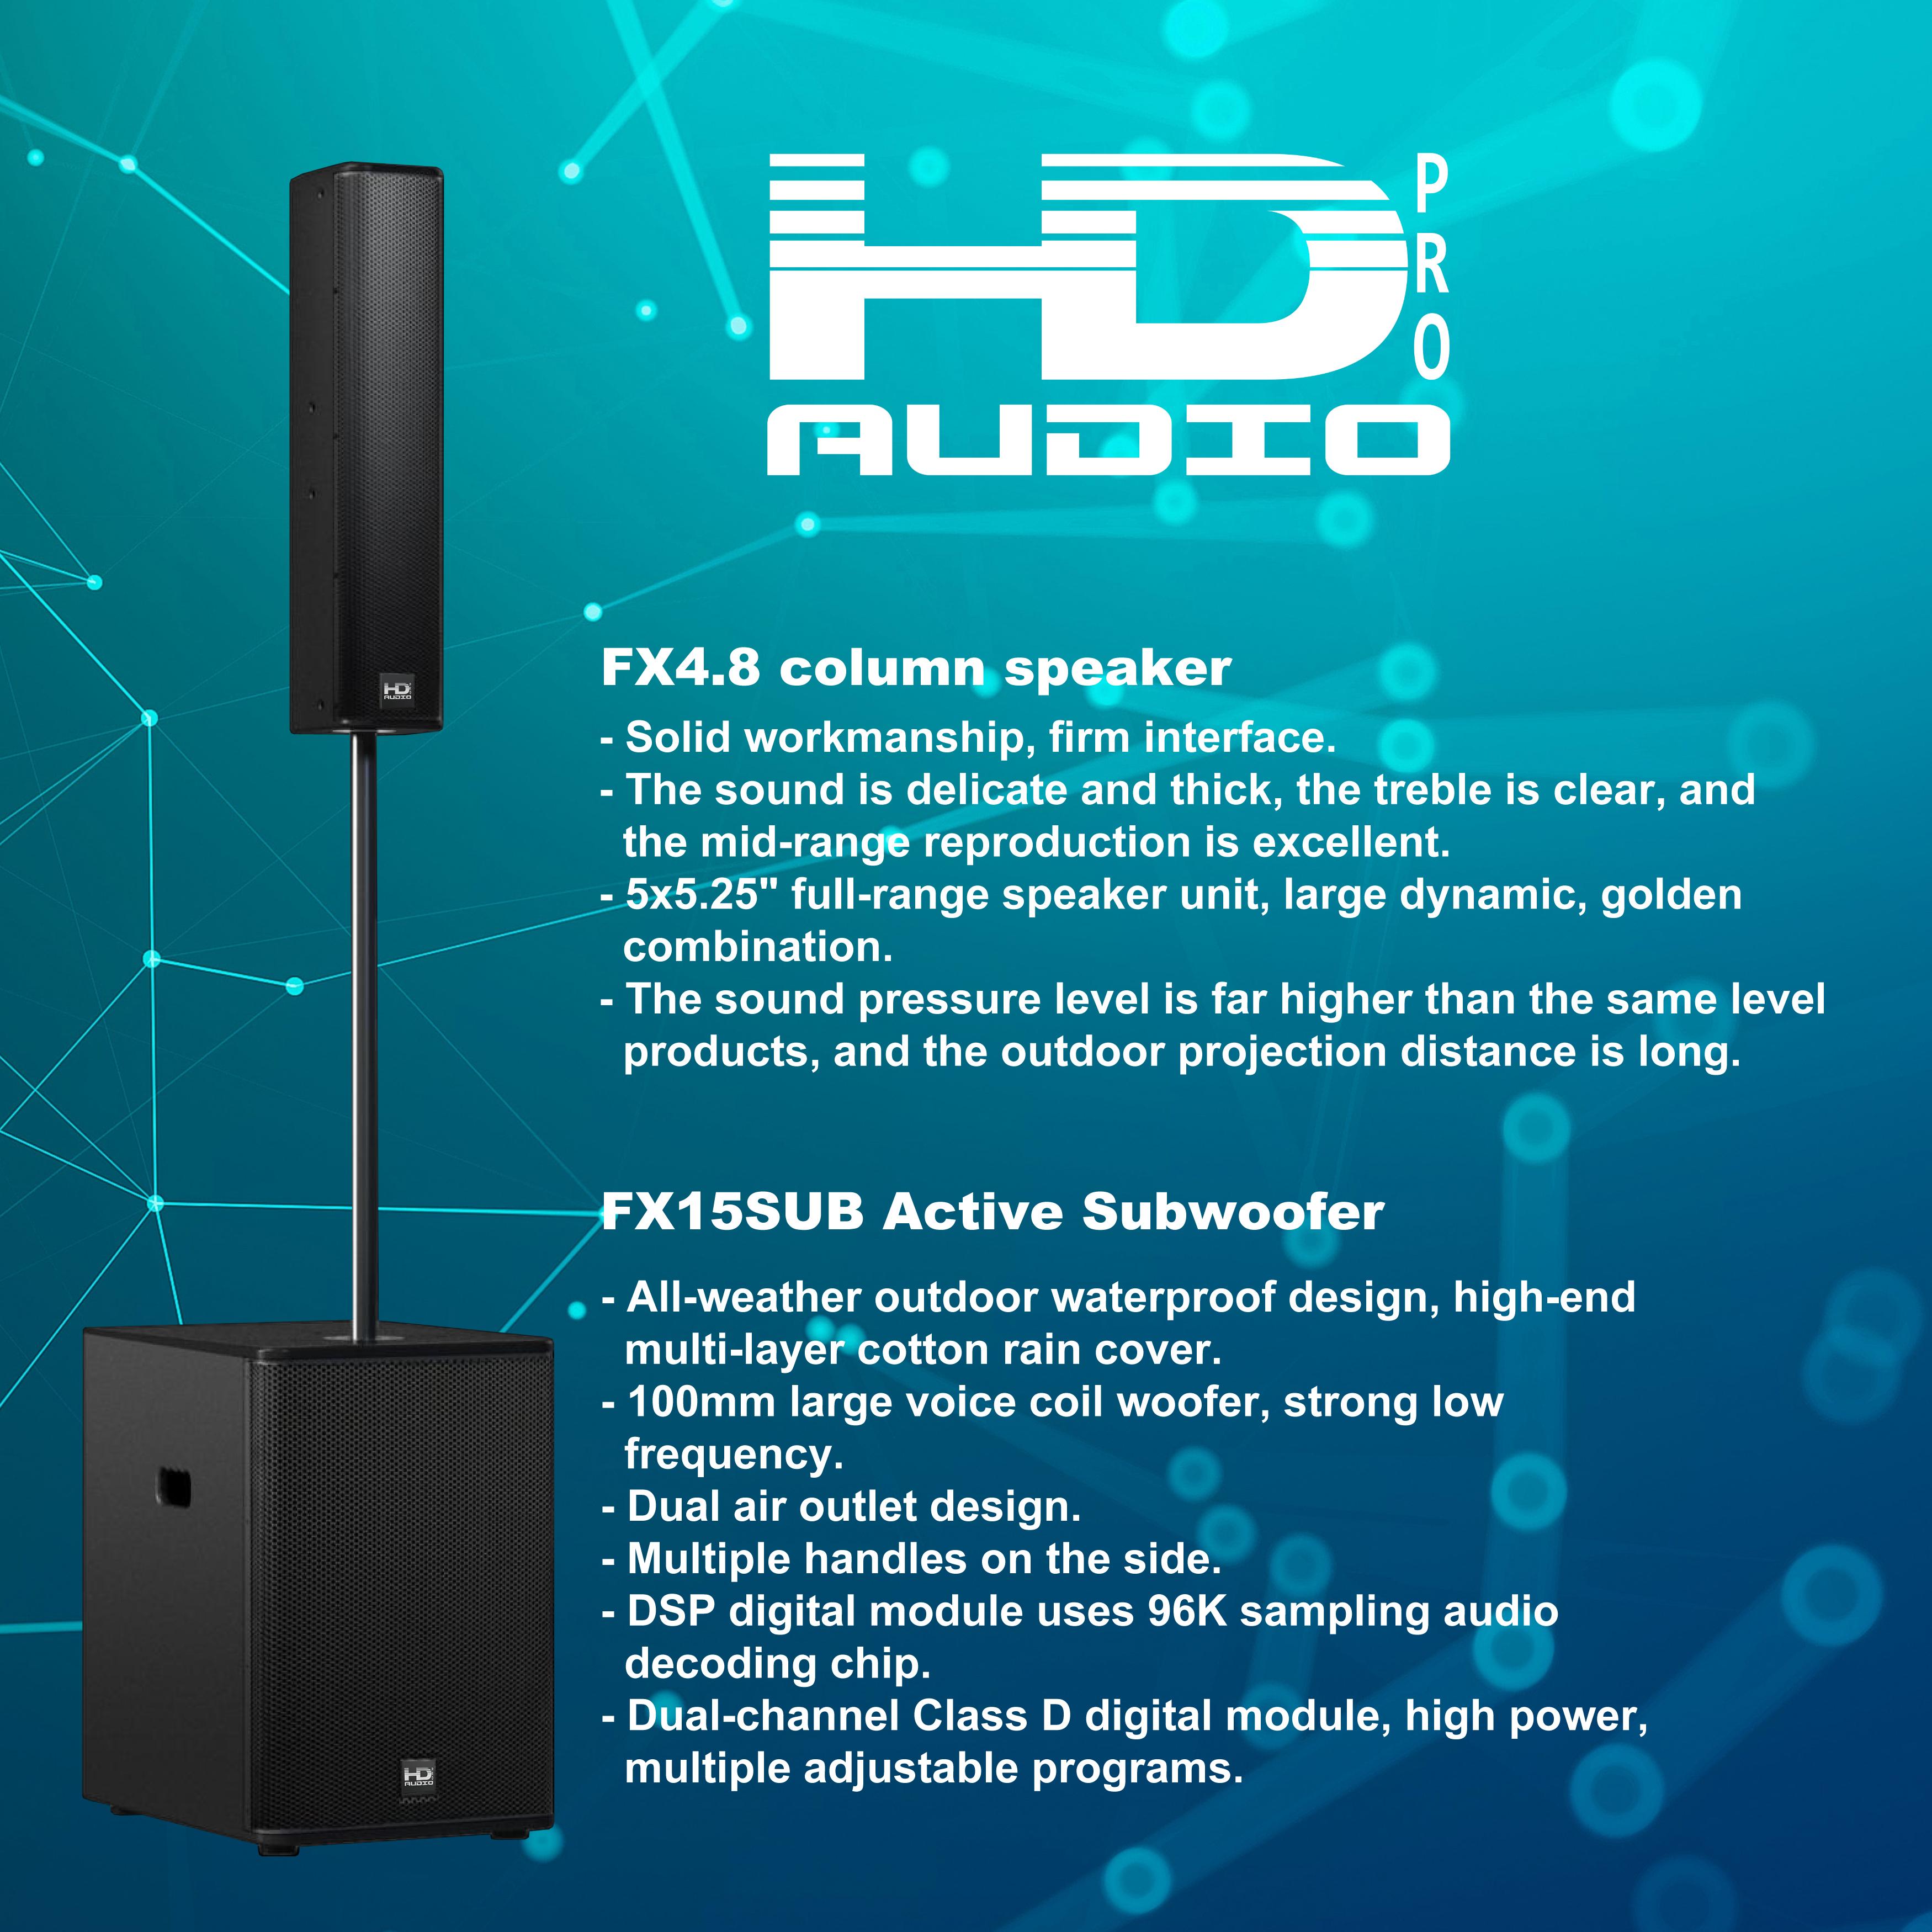 HD PRO
AUDIO
HD
AUDIO
FX4.8 column speaker
- Solid workmanship, firm interface.
- The sound is delicate and thick, the treble is clear, and
the mid-range reproduction is excellent.
- 5x5.25" full-range speaker unit, large dynamic, golden
combination.
- The sound pressure level is far higher than the same level
products, and the outdoor projection distance is long.
FX15SUB Active Subwoofer
- All-weather outdoor waterproof design, high-end
multi-layer cotton rain cover.
- 100mm large voice coil woofer, strong low
frequency.
- Dual air outlet design.
- Multiple handles on the side.
- DSP digital module uses 96K sampling audio
decoding chip.
- Dual-channel Class D digital module, high power,
multiple adjustable programs.
HD
AUDIO